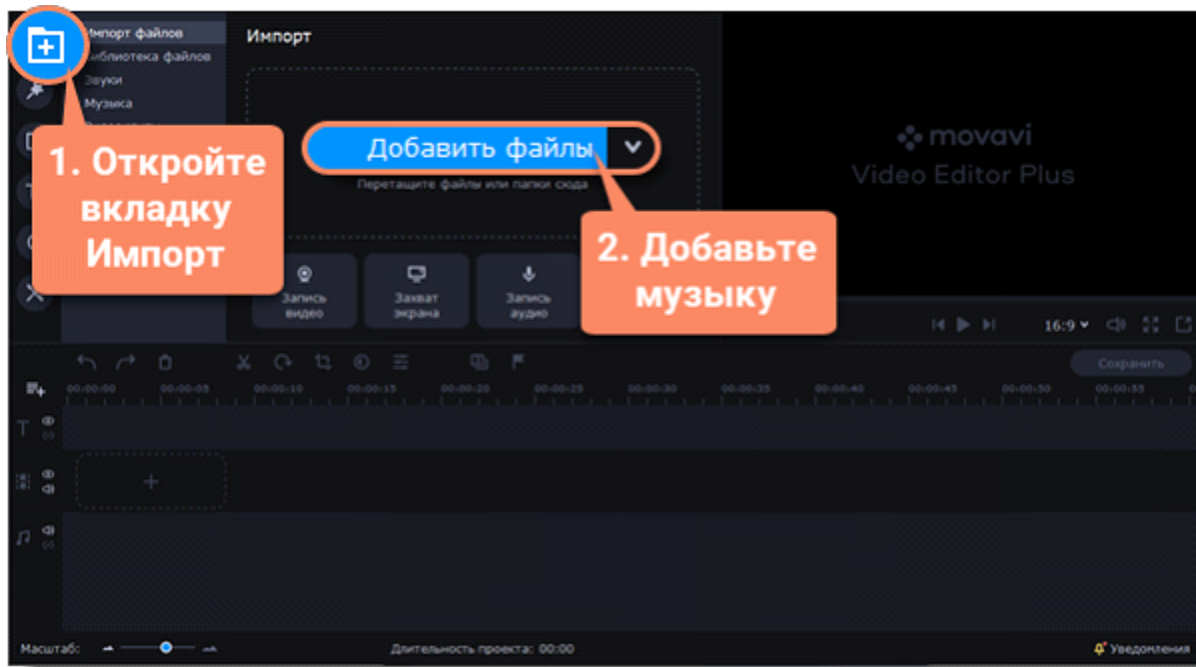 Импорт файлов
Библиотека файлов
Звуки
Музыка
Импорт
Добавить файлы
Перетащите файлы или папки сюда
1. Откройте
вкладку
Импорт
2. Добавьте
музыку
Запись
видео
Захват
экрана
Запись
аудио
movavi
Video Editor Plus
16:9
Сохранить
00:00:00 00:00:05 00:00:10 00:00:15 00:00:20 00:00:25 00:00:30 00:00:35 00:00:40 00:00:45 00:00:50 00:00:55
Масштаб:
Длительность проекта: 00:00
Уведомления